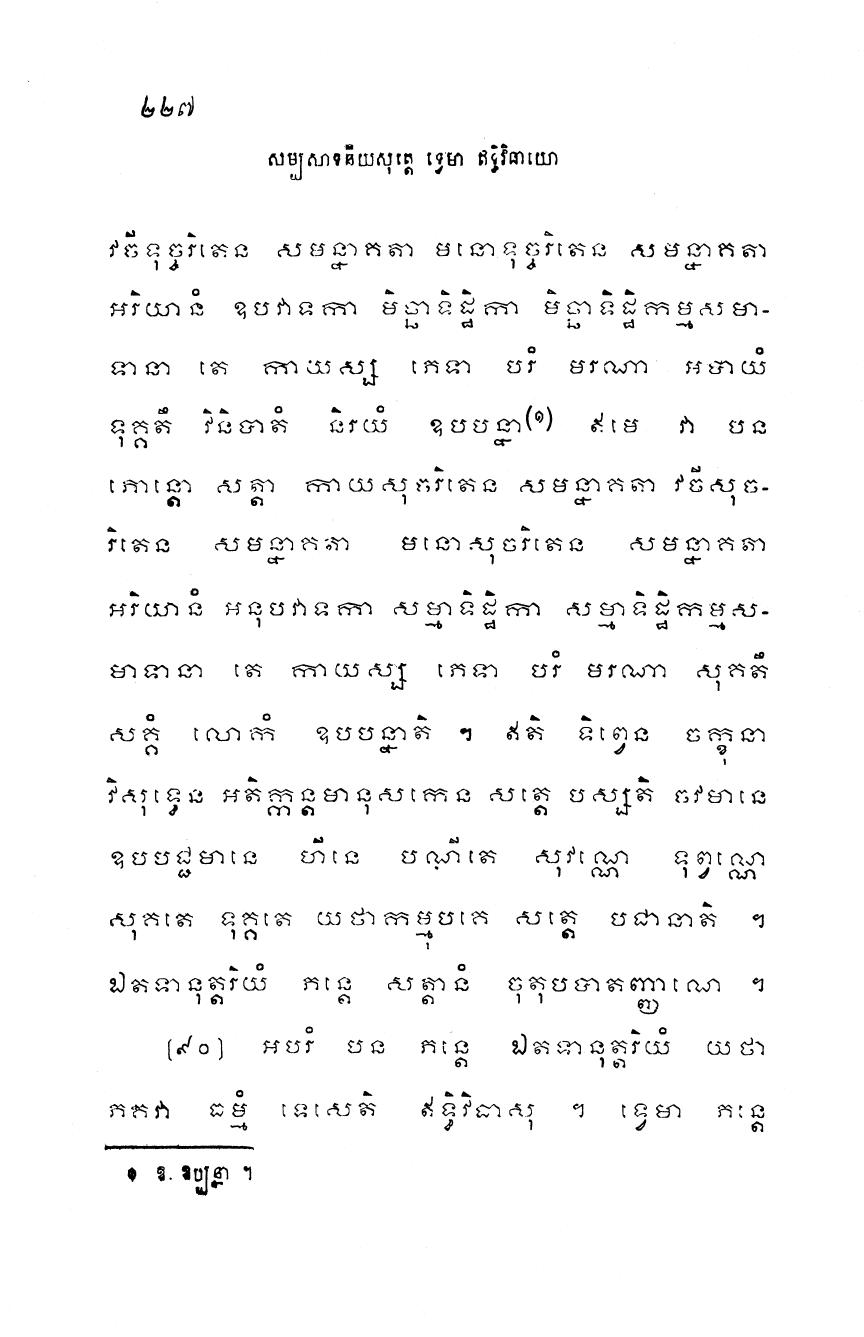 ២២៧
សម្បសាទនីយសុត្តេ ទ្វេមា ឥទ្ធិវិធាយោ
វចីទុច្ចរិតេន សមន្នាគតា មនោទុច្ចរិតេន សមន្នាគតា
អរិយានំ ឧបវាទកា មិច្ឆាទិដ្ឋិកា មិច្ឆាទិដ្ឋិកម្មសមា-
ទានា តេ កាយស្ស ភេទា បរំ មរណា អបាយំ
ទុគ្គតឹ វិនិបាតំ និរយំ ឧបបន្នា(១) ឥមេ វា បន
ភោន្តោ សត្តា កាយសុចរិតេន សមន្នាគតា វចីសុច-
រិតេន សមន្នាគតា មនោសុចរិតេន សមន្នាគតា
អរិយានំ អនុបវាទកា សម្មាទិដ្ឋិកា សម្មាទិដ្ឋិកម្មស-
មាទានា តេ កាយស្ស ភេទា បរំ មរណា សុគតឹ
សគ្គំ លោកំ ឧបបន្នាតិ ។ ឥតិ ទិព្វេន ចក្ខុនា
វិសុទ្ធេន អតិក្កន្តមានុសកេន សត្តេ បស្សតិ ចវមានេ
ឧបបជ្ជមានេ ហីនេ បណីតេ សុវណ្ណេ ទុព្វណ្ណេ
សុគតេ ទុគ្គតេ យថាកម្មុបគេ សត្តេ បជានាតិ ។
ឯតទានុត្តរិយំ ភន្តេ សត្តានំ ចុតុបបាតញ្ញាណេ ។
[៩០] អបរំ បន ភន្តេ ឯតទានុត្តរិយំ យថា
ភគវា ធម្មំ ទេសេតិ ឥទ្ធិវិធាសុ ។ ទ្វេមា ភន្តេ
១ ឧ. ឧប្បន្នា ។